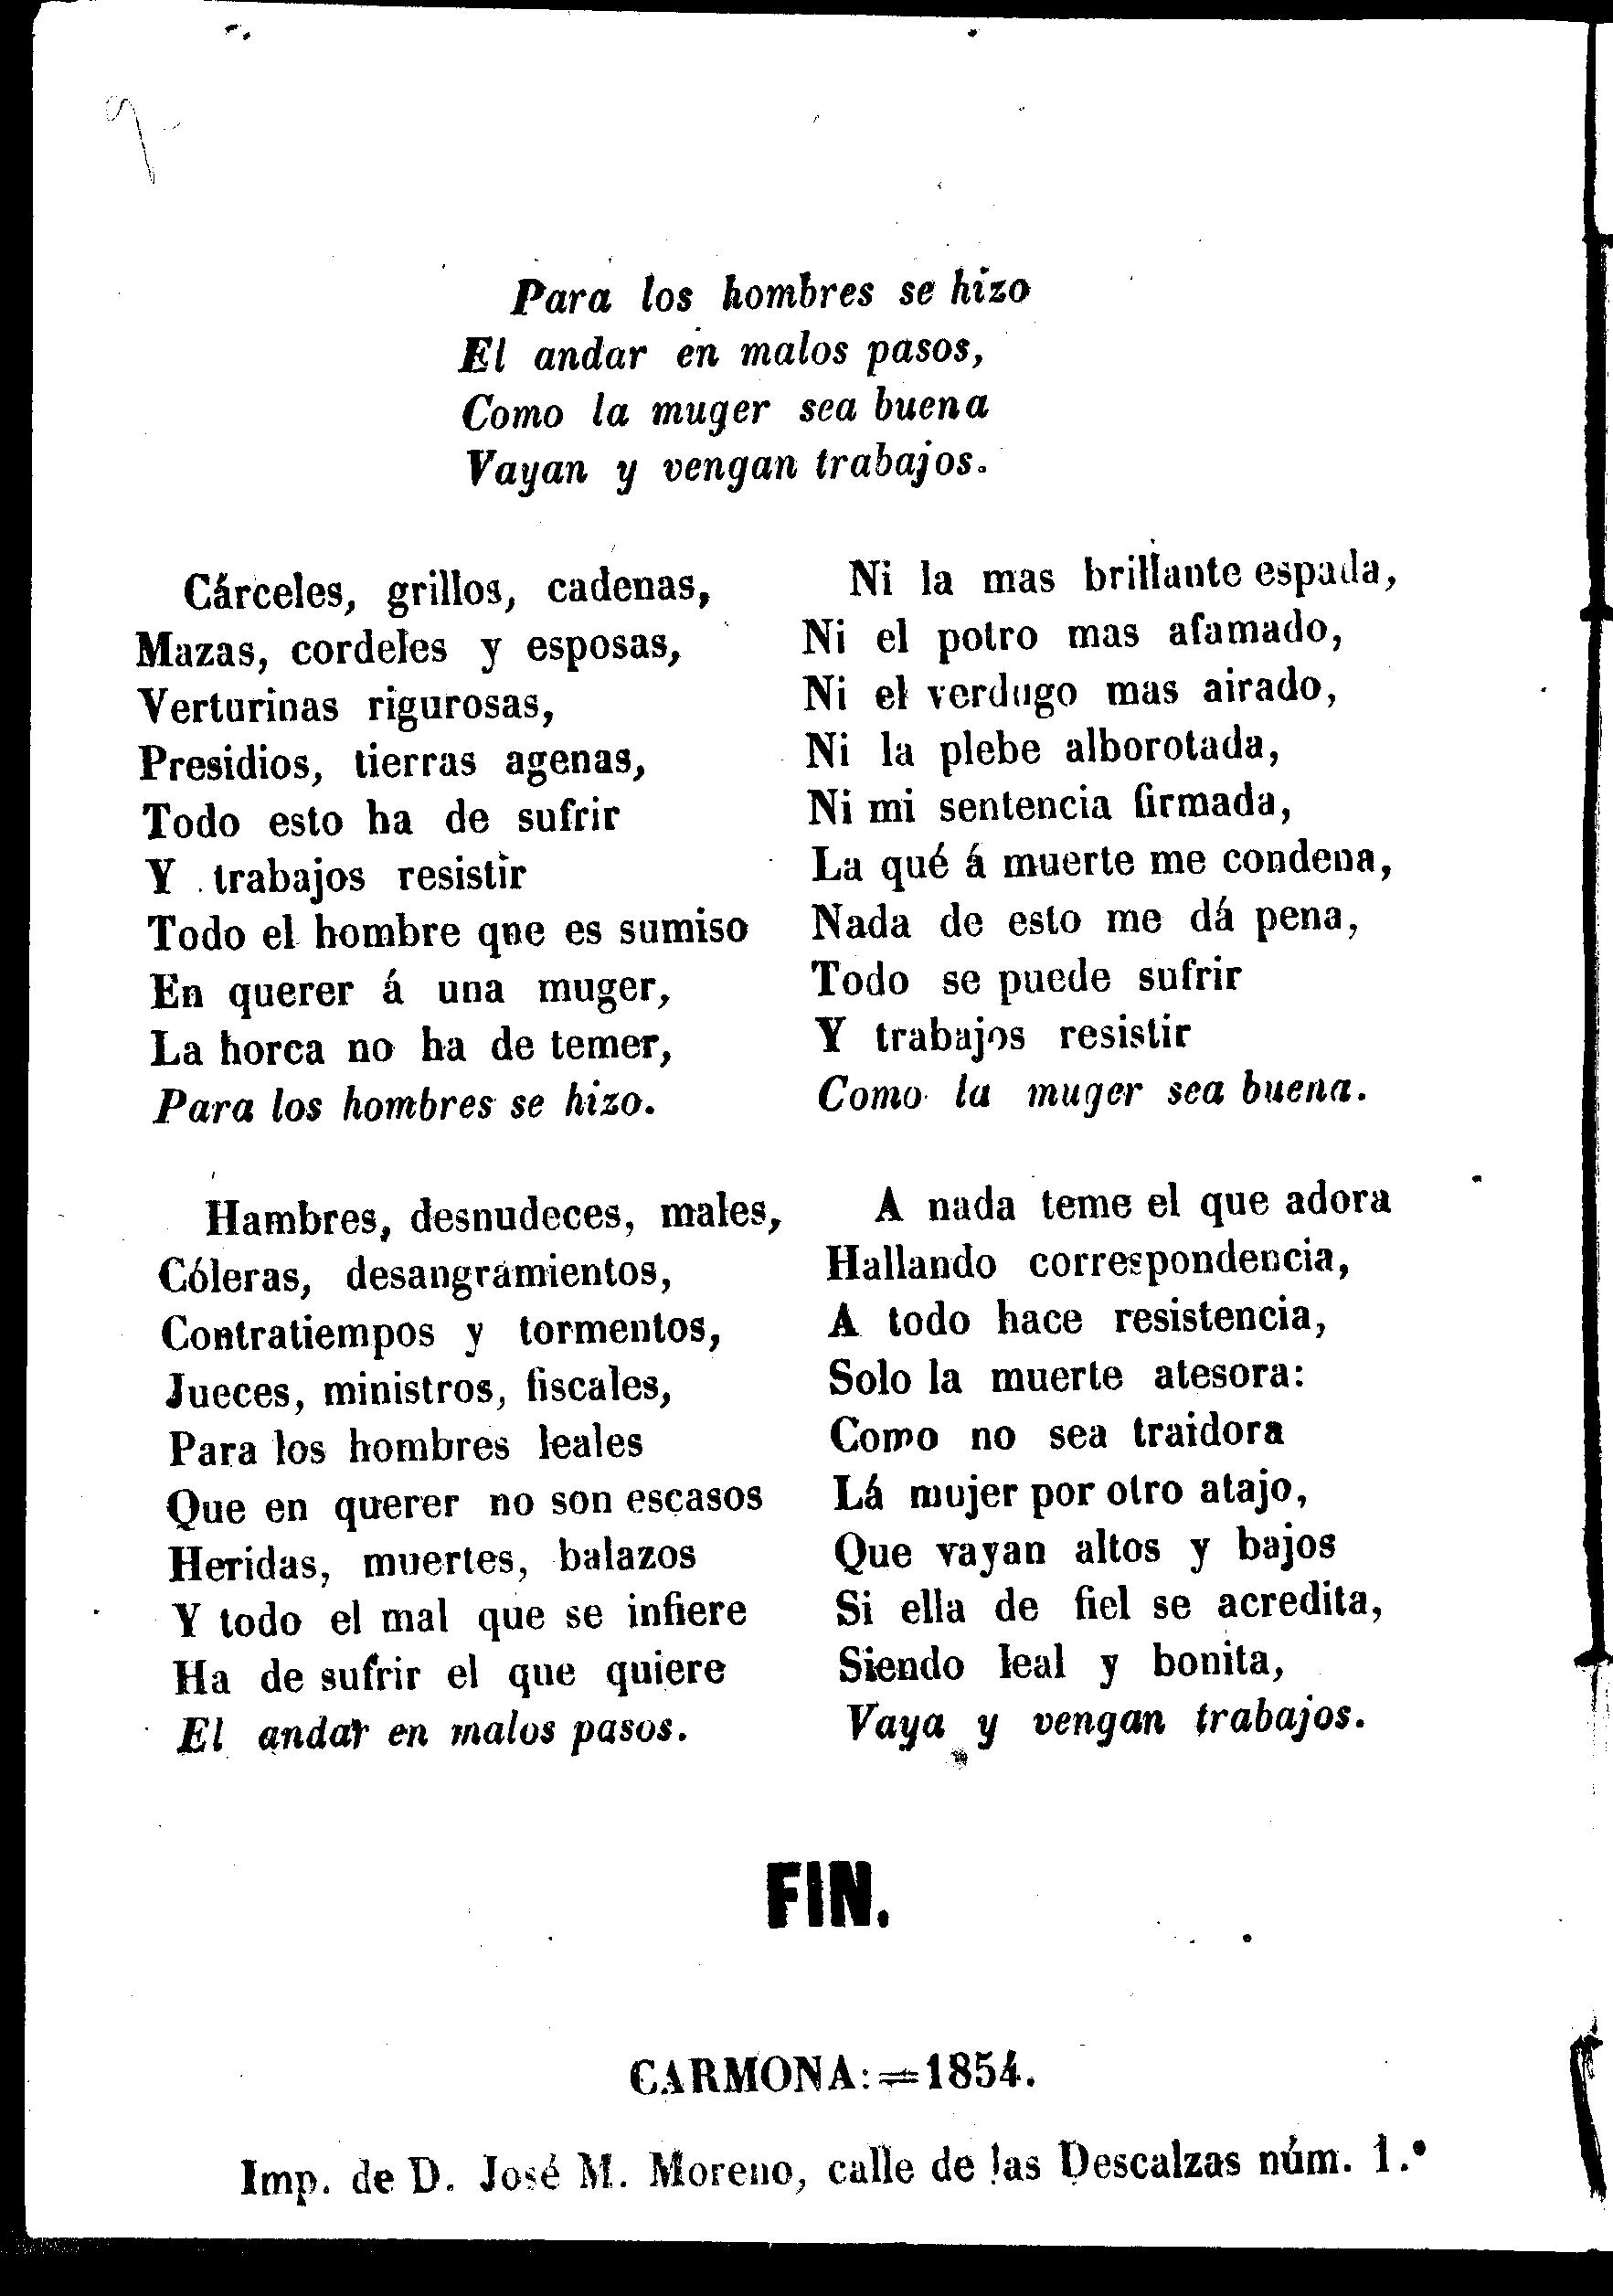 9
Para los hombres se hizo
El andar en malos pasos,
Como la muger sea buena
Vayan y vengan trabajos.
Cárceles, grillos, cadenas,
Mazas, cordeles y esposas,
Verturinas rigurosas,
Presidios, tierras agenas,
Todo esto ha de sufrir
Y trabajos resistir
Todo el hombre que es sumiso
En querer á una muger,
La horca no ha de temer,
Para los hombres se hizo.
Hambres, desnudeces, males,
Cóleras, desangramientos,
Contratiempos y tormentos,
Jueces, ministros, fiscales,
Para los hombres leales
Que en querer no son escasos
Heridas, muertes, balazos
Y todo el mal que se infiere
Ha de sufrir el que quiere
El andar en malos pasos.
Ni la mas brillante espada,
Ni el potro mas afamado,
Ni el verdugo mas airado,
Ni la plebe alborotada,
Ni mi sentencia firmada,
La qué á muerte me condena,
Nada de esto me dá pena,
Todo se puede sufrir
Y trabajos resistir
Como la muger sea buena.
A nada teme el que adora
Hallando correspondencia,
A todo hace resistencia,
Solo la muerte atesora:
Como no sea traidora
Lá mujer por otro atajo,
Que vayan altos y bajos
Si ella de fiel se acredita,
Siendo leal y bonita,
Vaya y vengan trabajos.
FIN.
CARMONA:=1854.
Imp. de D. José M. Moreno, calle de las Descalzas núm. 1.º